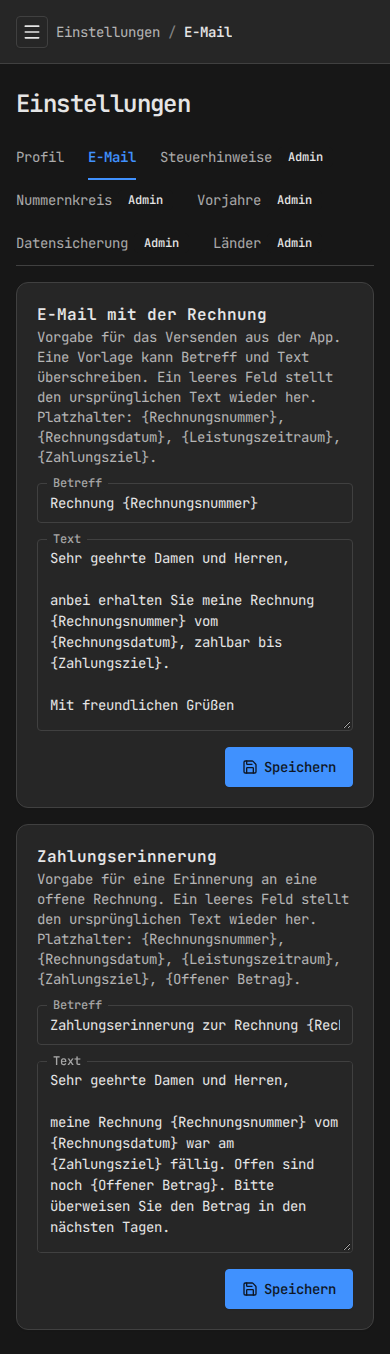 Einstellungen / E-Mail
Einstellungen
Profil E-Mail Steuerhinweise Admin
Nummernkreis Admin Vorjahre Admin
Datensicherung Admin Länder Admin
E-Mail mit der Rechnung
Vorgabe für das Versenden aus der App.
Eine Vorlage kann Betreff und Text
überschreiben. Ein leeres Feld stellt
den ursprünglichen Text wieder her.
Platzhalter: {Rechnungsnummer},
{Rechnungsdatum}, {Leistungszeitraum},
{Zahlungsziel}.
Betreff
Rechnung {Rechnungsnummer}
Text
Sehr geehrte Damen und Herren,
anbei erhalten Sie meine Rechnung
{Rechnungsnummer} vom
{Rechnungsdatum}, zahlbar bis
{Zahlungsziel}.
Mit freundlichen Grüßen
Speichern
Zahlungserinnerung
Vorgabe für eine Erinnerung an eine
offene Rechnung. Ein leeres Feld stellt
den ursprünglichen Text wieder her.
Platzhalter: {Rechnungsnummer},
{Rechnungsdatum}, {Leistungszeitraum},
{Zahlungsziel}, {Offener Betrag}.
Betreff
Zahlungserinnerung zur Rechnung {Rec
Text
Sehr geehrte Damen und Herren,
meine Rechnung {Rechnungsnummer} vom
{Rechnungsdatum} war am
{Zahlungsziel} fällig. Offen sind
noch {Offener Betrag}. Bitte
überweisen Sie den Betrag in den
nächsten Tagen.
Speichern